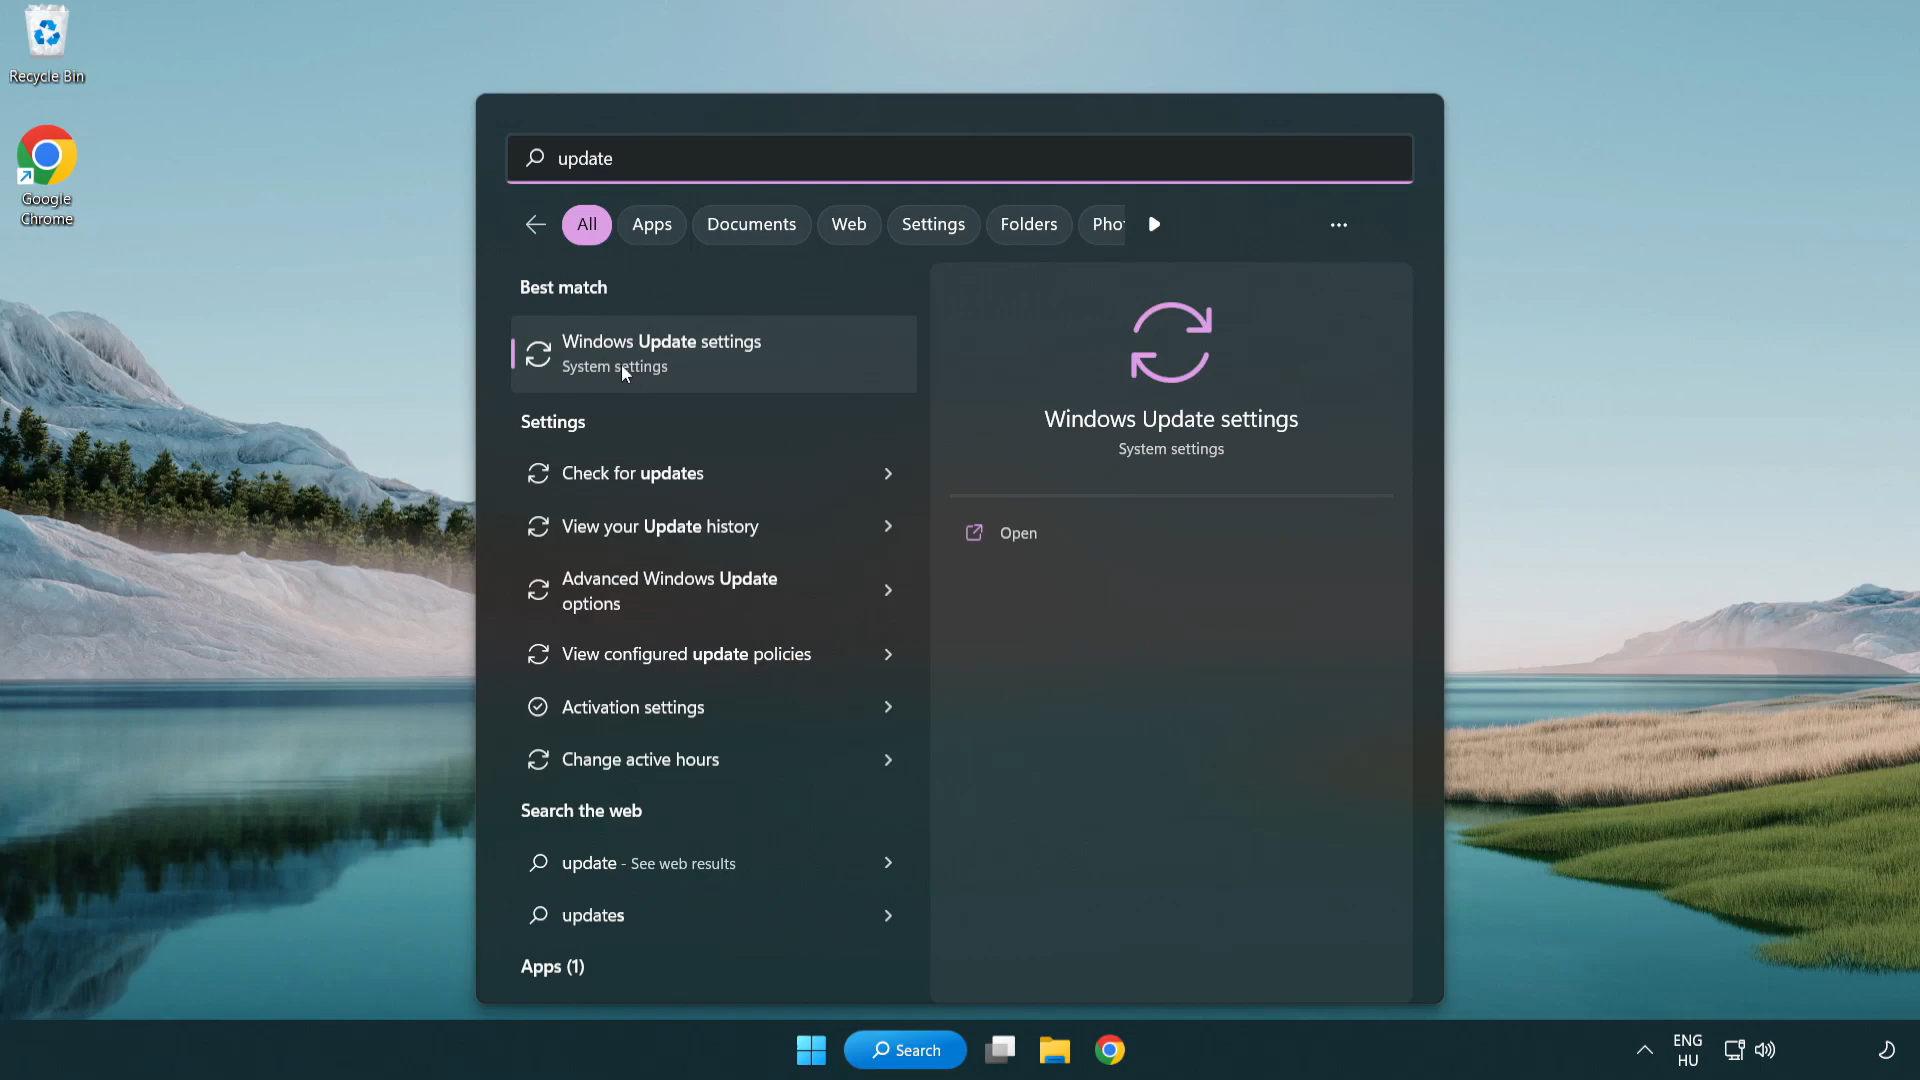 Recycle Bin
Google
Chrome
update
All
Apps
Documents
Web
Settings
Folders
Pho
Best match
Windows Update settings
System settings
Settings
Check for updates
View your Update history
Advanced Windows Update
options
View configured update policies
Activation settings
Change active hours
Search the web
update - See web results
updates
Apps (1)
Windows Update settings
System settings
Open
Search
ENG
HU